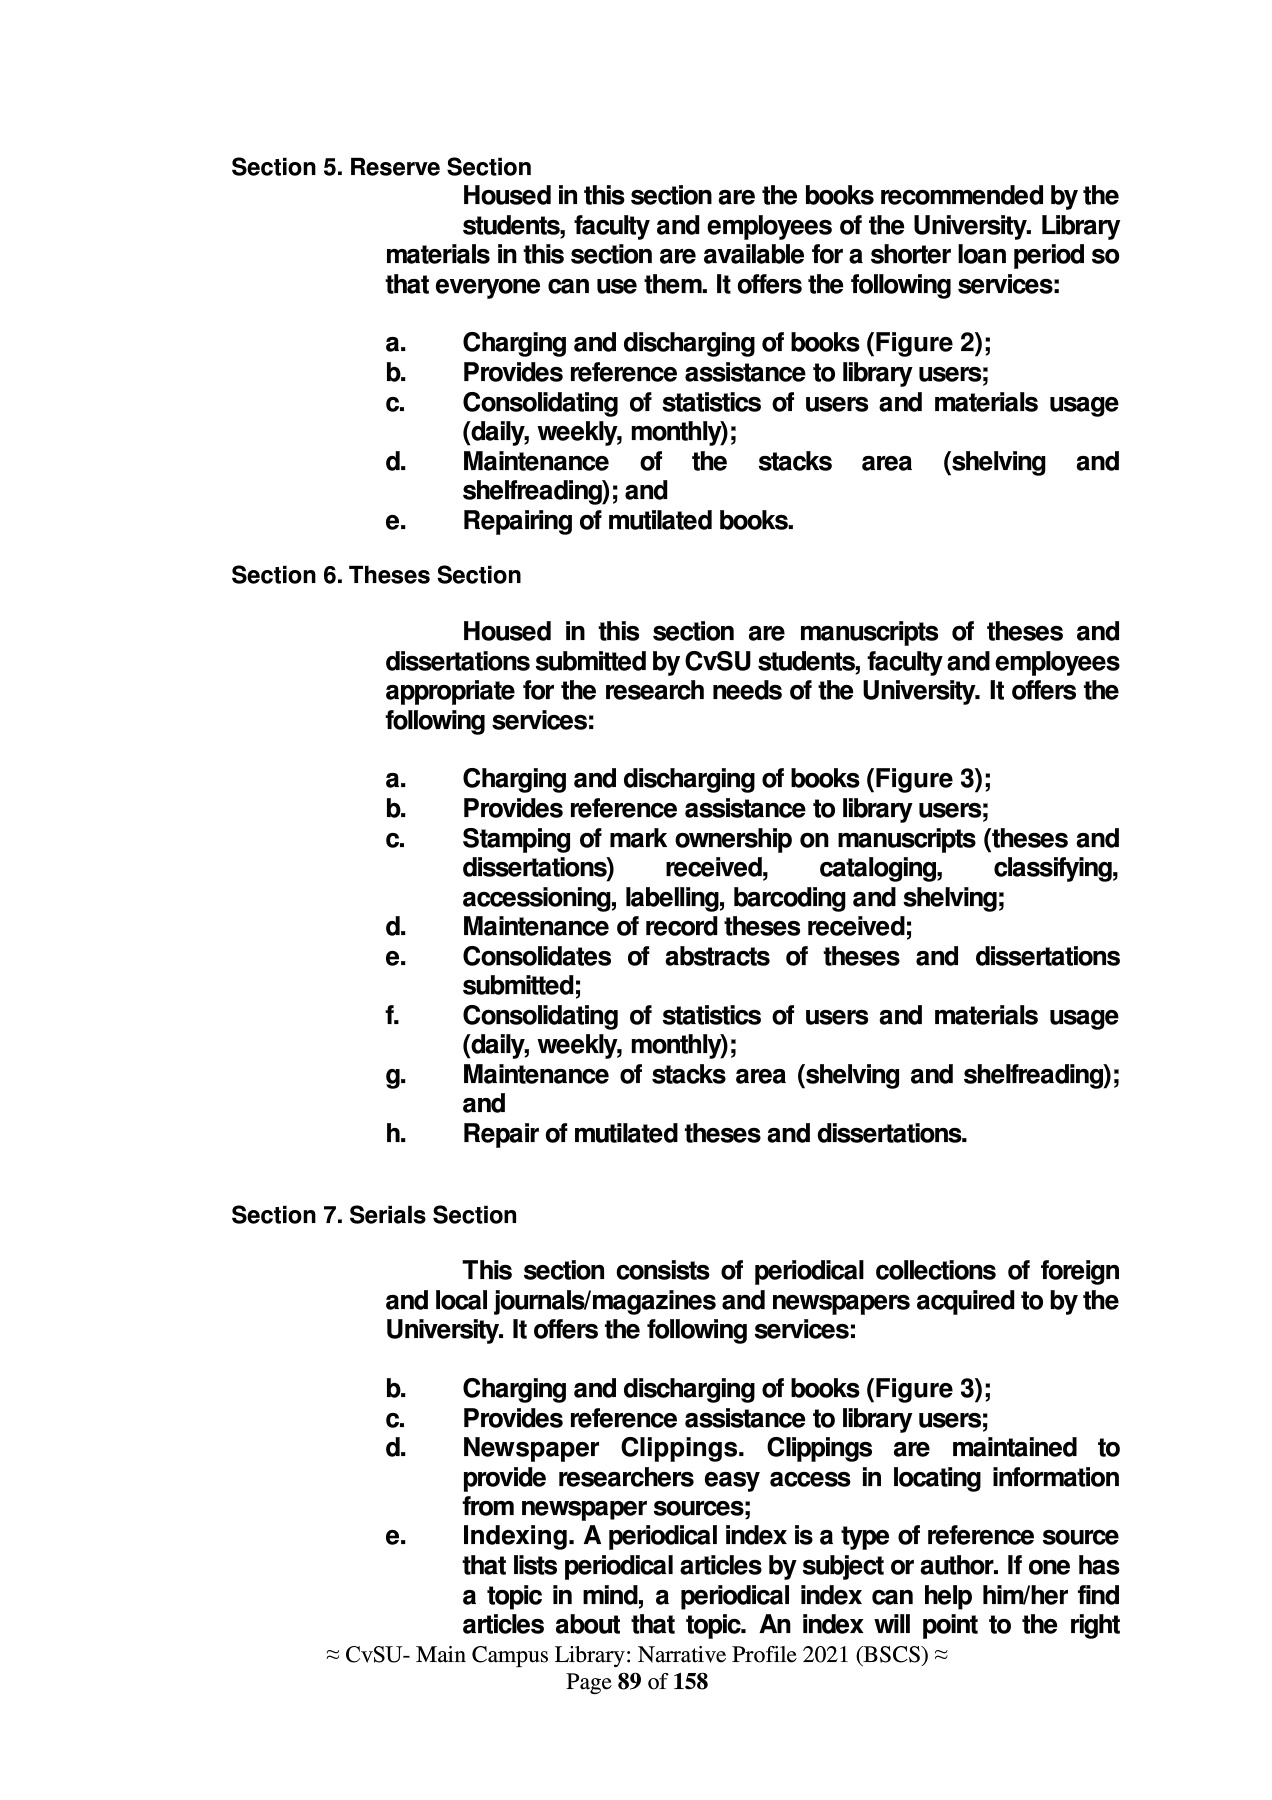 Section 5. Reserve Section
Housed in this section are the books recommended by the
students, faculty and employees of the University. Library
materials in this section are available for a shorter loan period so
that everyone can use them. It offers the following services:
a. Charging and discharging of books (Figure 2);
b. Provides reference assistance to library users;
c. Consolidating of statistics of users and materials usage
(daily, weekly, monthly);
d. Maintenance of the stacks area (shelving and
shelfreading); and
e. Repairing of mutilated books.
Section 6. Theses Section
Housed in this section are manuscripts of theses and
dissertations submitted by CvSU students, faculty and employees
appropriate for the research needs of the University. It offers the
following services:
a. Charging and discharging of books (Figure 3);
b. Provides reference assistance to library users;
c. Stamping of mark ownership on manuscripts (theses and
dissertations) received, cataloging, classifying,
accessioning, labelling, barcoding and shelving;
d. Maintenance of record theses received;
e. Consolidates of abstracts of theses and dissertations
submitted;
f. Consolidating of statistics of users and materials usage
(daily, weekly, monthly);
g. Maintenance of stacks area (shelving and shelfreading);
and
h. Repair of mutilated theses and dissertations.
Section 7. Serials Section
This section consists of periodical collections of foreign
and local journals/magazines and newspapers acquired to by the
University. It offers the following services:
b. Charging and discharging of books (Figure 3);
c. Provides reference assistance to library users;
d. Newspaper Clippings. Clippings are maintained to
provide researchers easy access in locating information
from newspaper sources;
e. Indexing. A periodical index is a type of reference source
that lists periodical articles by subject or author. If one has
a topic in mind, a periodical index can help him/her find
articles about that topic. An index will point to the right
≈ CvSU- Main Campus Library: Narrative Profile 2021 (BSCS) ≈
Page 89 of 158